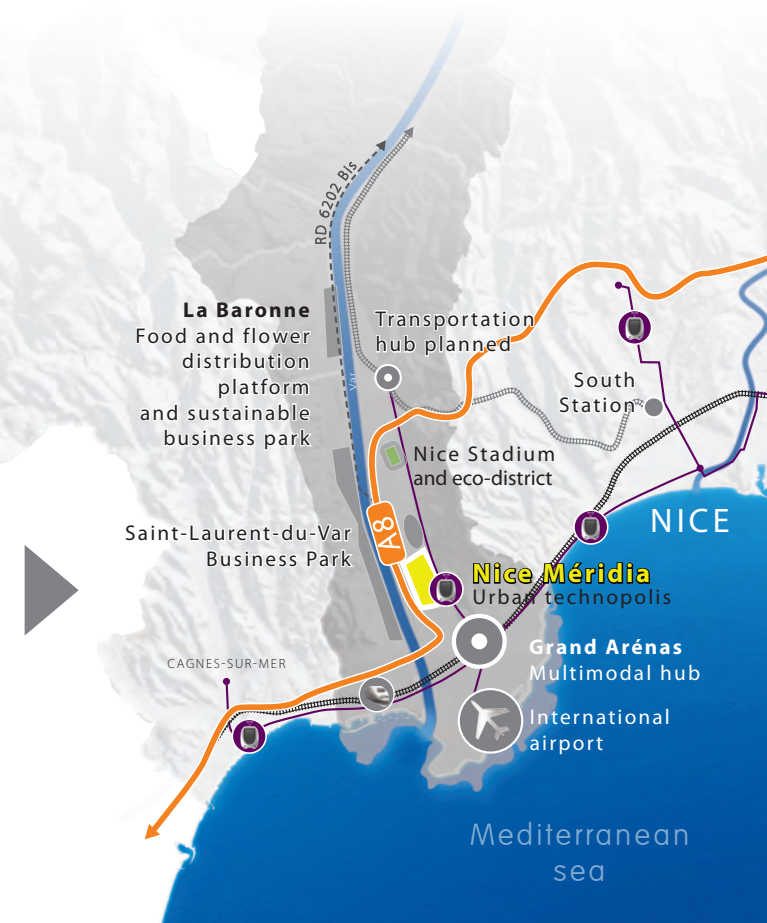 RD 6202 Bis
La Baronne
Food and flower
distribution
platform
and sustainable
business park
Transportation
hub planned
Var
South
Station
Nice Stadium
and eco-district
NICE
A8
Saint-Laurent-du-Var
Business Park
Nice Méridia
Urban technopolis
Grand Arénas
Multimodal hub
CAGNES-SUR-MER
International
airport
Mediterranean
sea